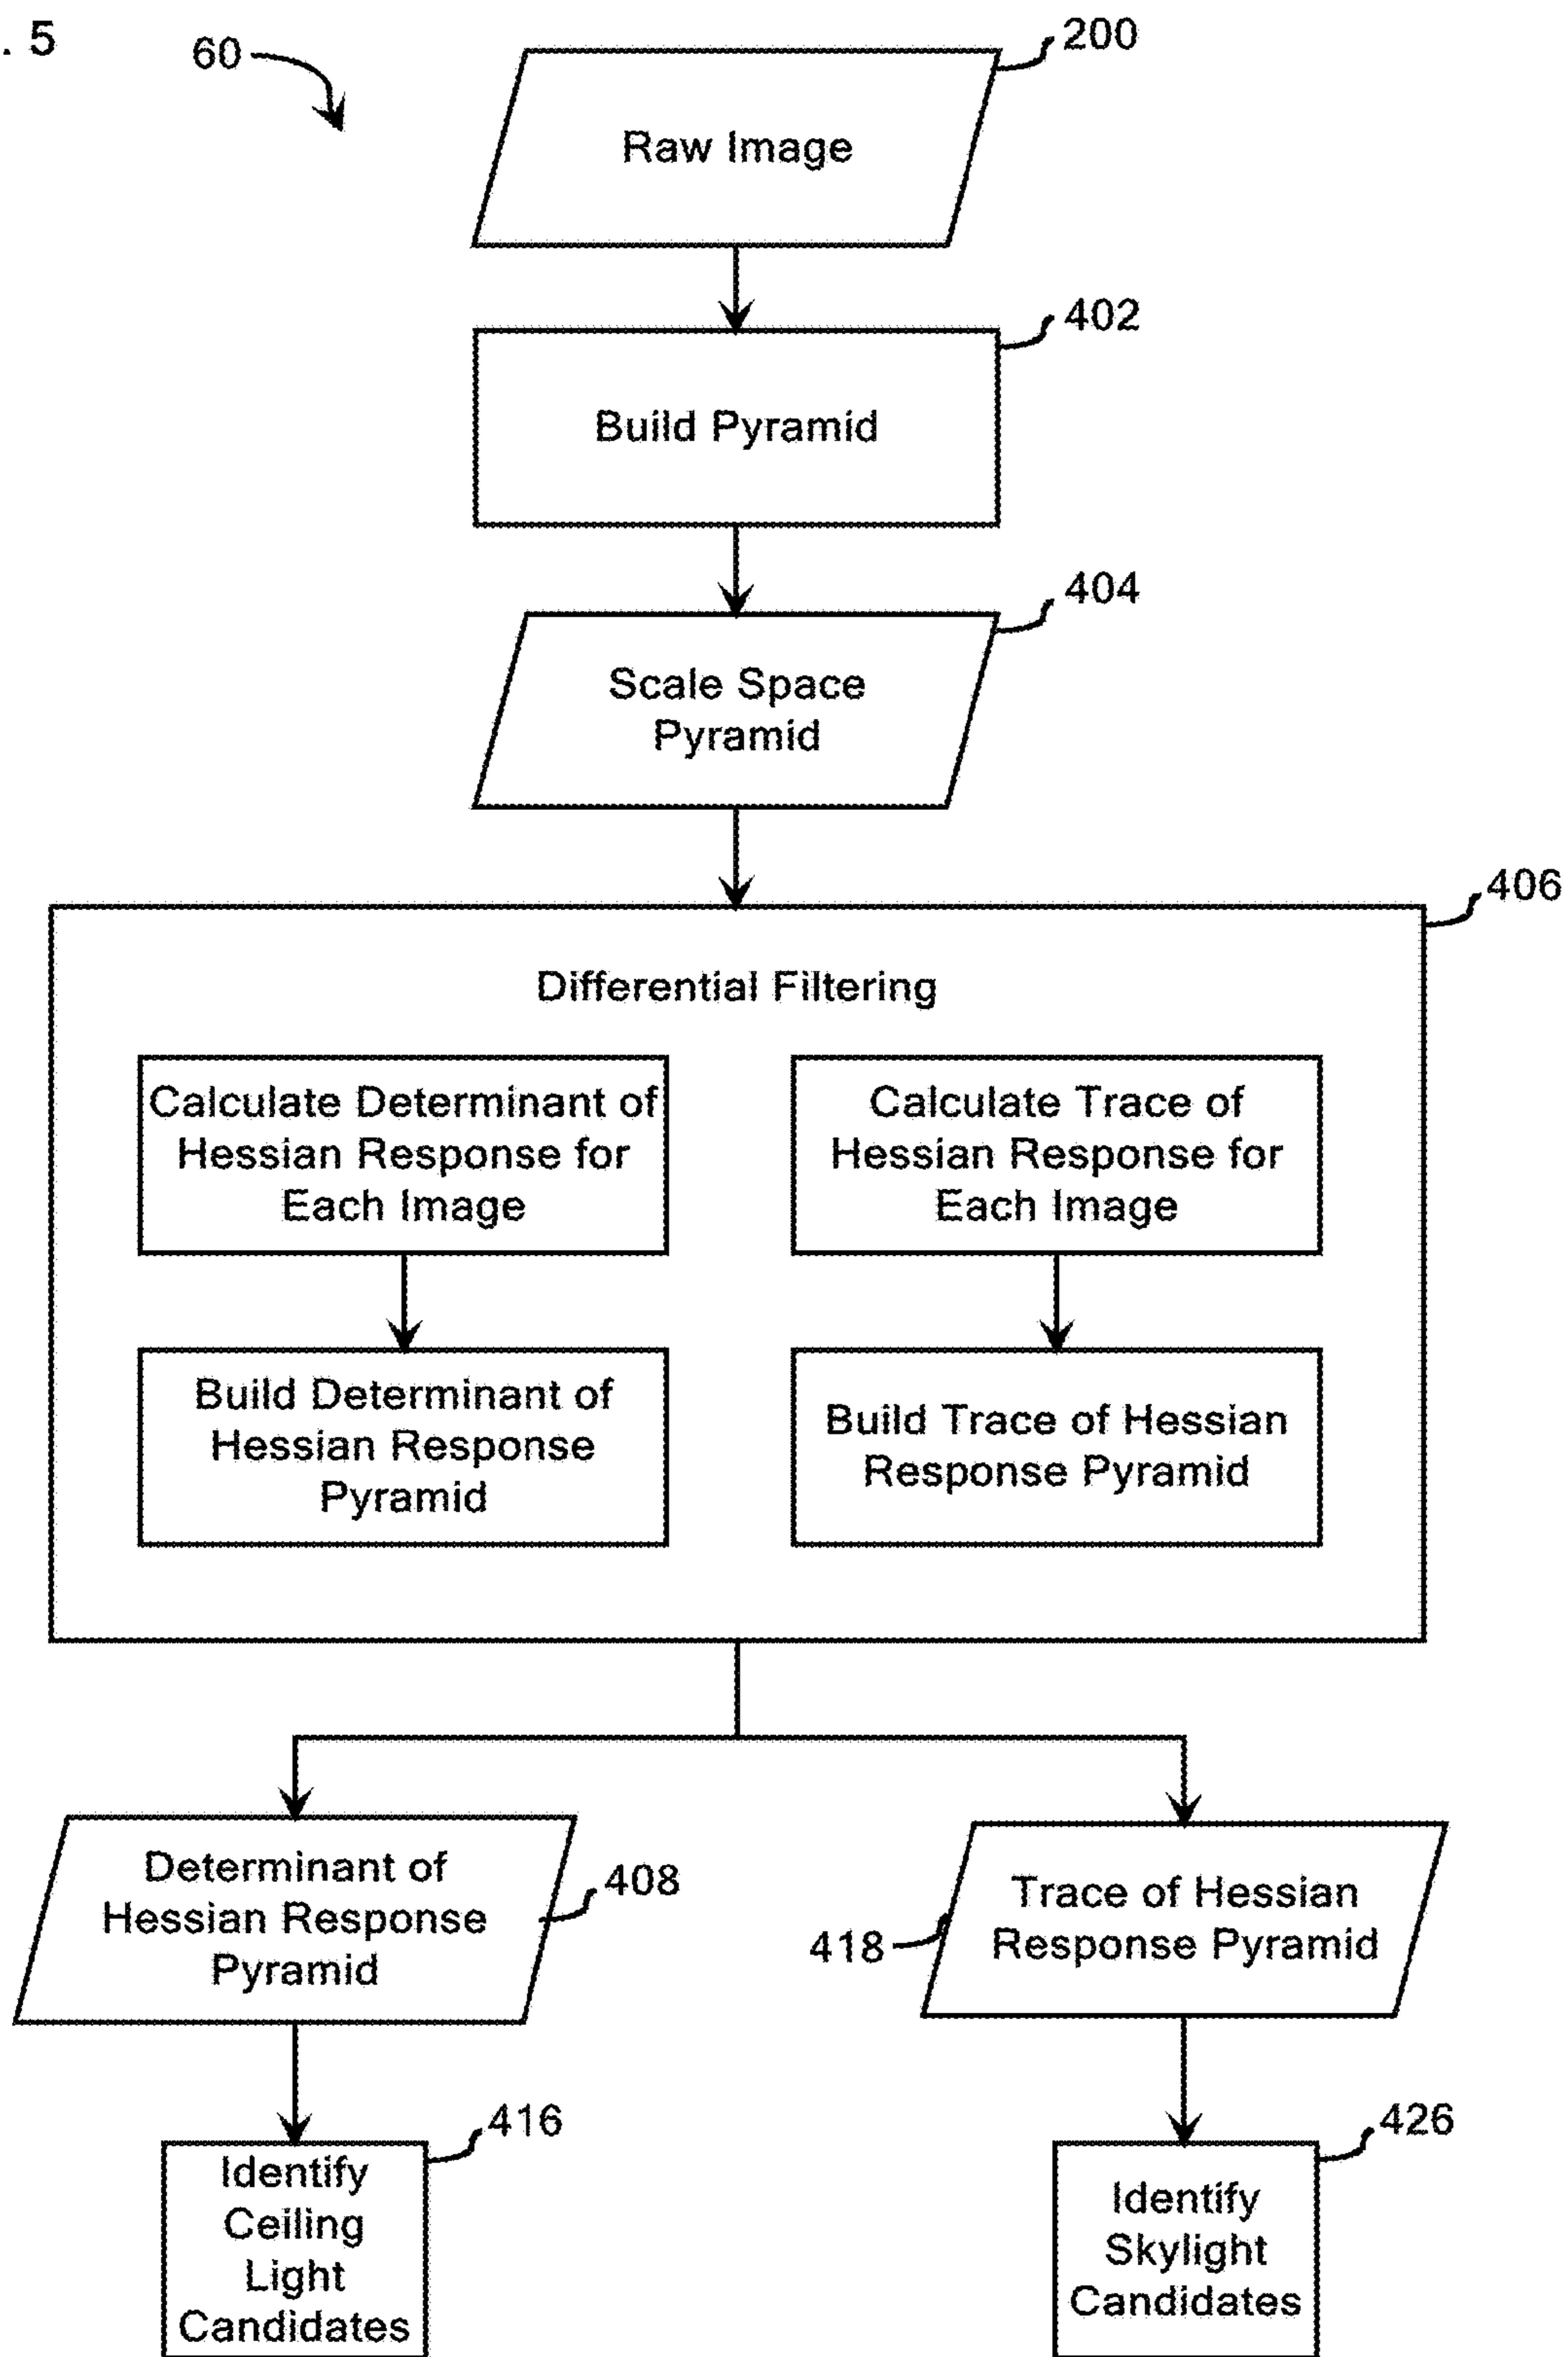 . 5
60
200
Raw Image
402
Build Pyramid
404
Scale Space
Pyramid
406
Differential Filtering
Calculate Determinant of
Hessian Response for
Each Image
Calculate Trace of
Hessian Response for
Each Image
Build Determinant of
Hessian Response
Pyramid
Build Trace of Hessian
Response Pyramid
Determinant of
Hessian Response
Pyramid
408
418
Trace of Hessian
Response Pyramid
416
Identify
Ceiling
Light
Candidates
426
Identify
Skylight
Candidates